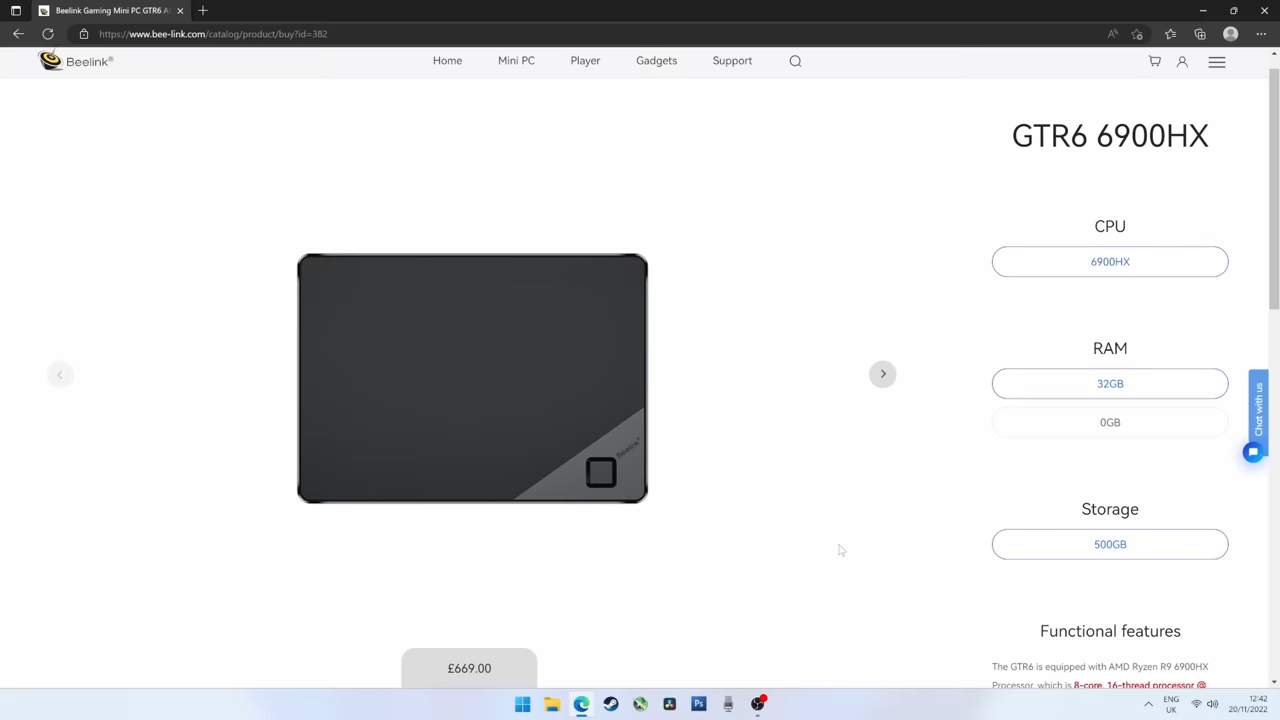 Beelink Gaming Mini PC GTR6 A
https://www.bee-link.com/catalog/product/buy?id=382
Beelink®
Home
Mini PC
Player
Gadgets
Support
GTR6 6900HX
CPU
6900HX
RAM
32GB
0GB
Storage
500GB
Functional features
The GTR6 is equipped with AMD Ryzen R9 6900HX
Processor, which is 8-core, 16-thread processor @
Beelink®
£669.00
Chat with us
Ps
ENG
UK
12:42
20/11/2022